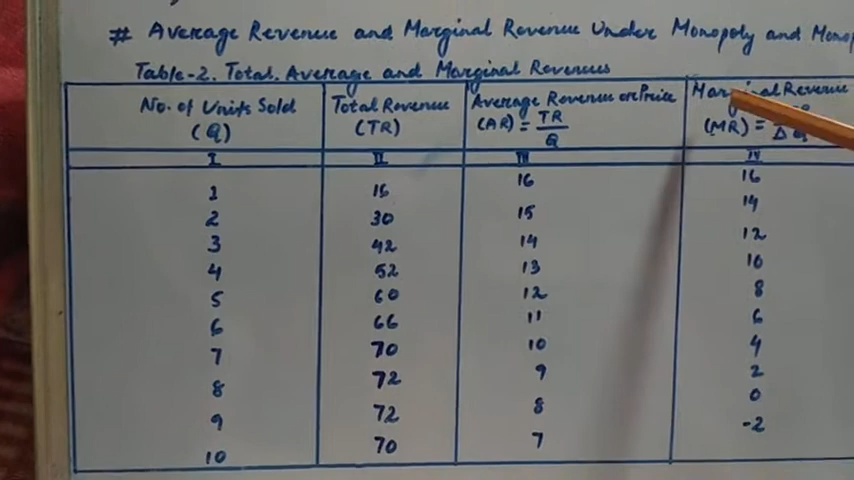 # Average Revenue and Marginal Revenue Under Monopoly and
Table-2. Total, Average and Marginal Revenues
No. of Units Sold (Q) Total Revenue (TR) Average Revenue or Price (AR) = TR/Q Revenue (MR) =
I II III IV
1 16 16 16
2 30 15 14
3 42 14 12
4 52 13 10
5 60 12 8
6 66 11 6
7 70 10 4
8 72 9 2
9 72 8 0
10 70 7 -2